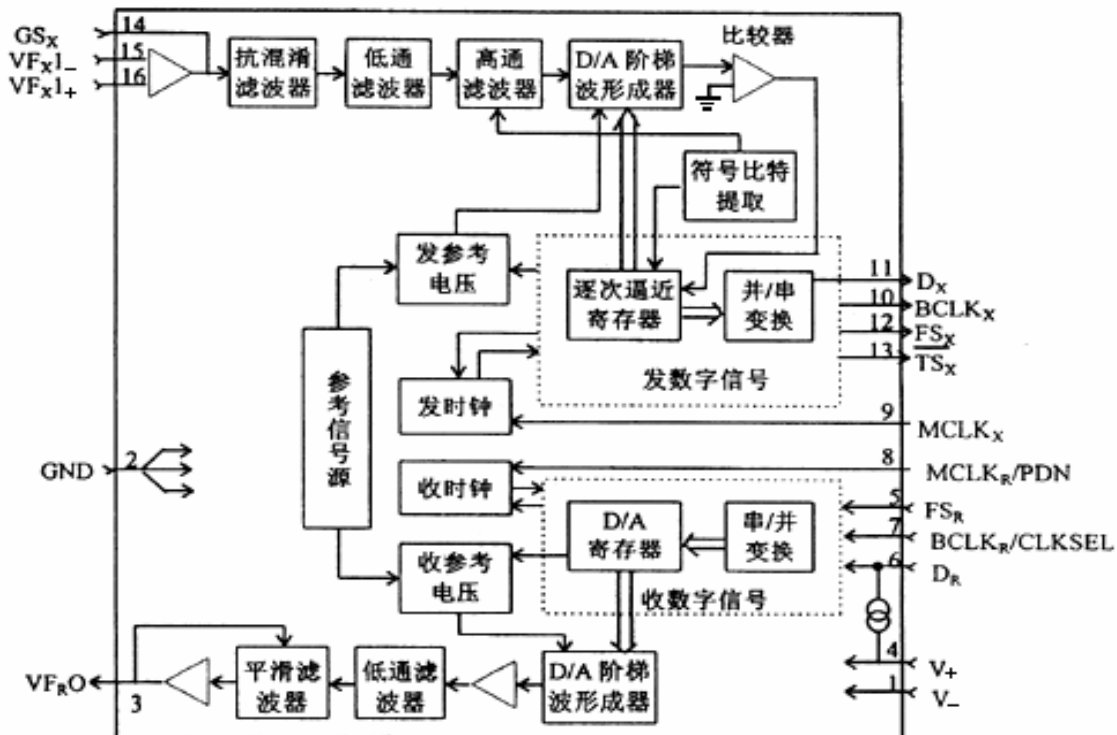 GSX 14
VFX1- 15
VFX1+ 16
抗混淆
滤波器
低通
滤波器
高通
滤波器
D/A 阶梯
波形成器
比较器
符号比特
提取
发参考
电压
逐次逼近
寄存器
并/串
变换
发数字信号
11 DX
10 BCLKX
12 FSX
13 TSX
参考信号源
发时钟
9 MCLKX
GND 2
收时钟
8 MCLKR/PDN
5 FSR
7 BCLKR/CLKSEL
6 DR
D/A
寄存器
串/并
变换
收参考
电压
收数字信号
4 V+
1 V-
VFRO 3
平滑滤
波器
低通滤
波器
D/A 阶梯
波形成器